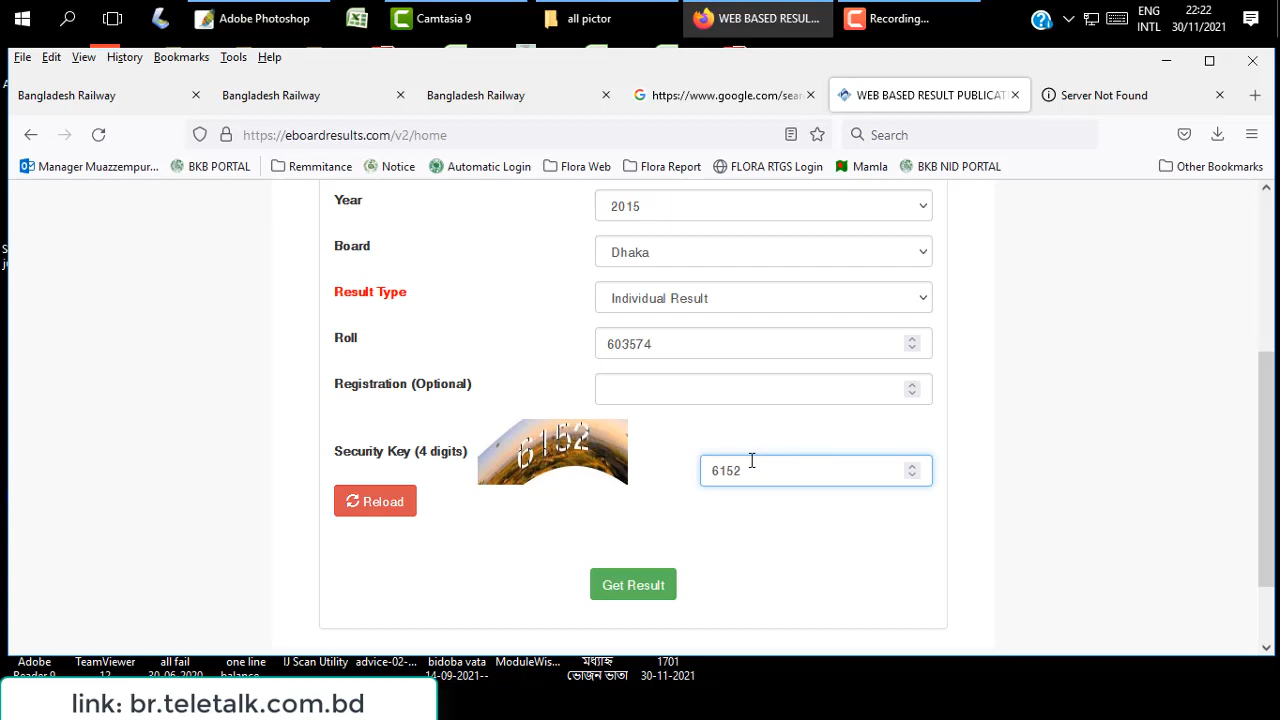 Adobe Photoshop
Camtasia 9
all pictor
WEB BASED RESUL...
Recording...
ENG
INTL
22:22
30/11/2021
File Edit View History Bookmarks Tools Help
Bangladesh Railway
Bangladesh Railway
Bangladesh Railway
https://www.google.com/sear
WEB BASED RESULT PUBLICAT
Server Not Found
https://eboardresults.com/v2/home
Search
Manager Muazzempur...
BKB PORTAL
Remmitance
Notice
Automatic Login
Flora Web
Flora Report
FLORA RTGS Login
Mamla
BKB NID PORTAL
Other Bookmarks
Year
2015
Board
Dhaka
Result Type
Individual Result
Roll
603574
Registration (Optional)
Security Key (4 digits)
6152
6152
Reload
Get Result
Adobe
TeamViewer
12
all fail
30-06-2020
one line
balance
IJ Scan Utility
advice-02-...
bidoba vata
14-09-2021--
ModuleWis...
মধ্যাহ্ন
ভোজন ভাতা
1701
30-11-2021
link: br.teletalk.com.bd